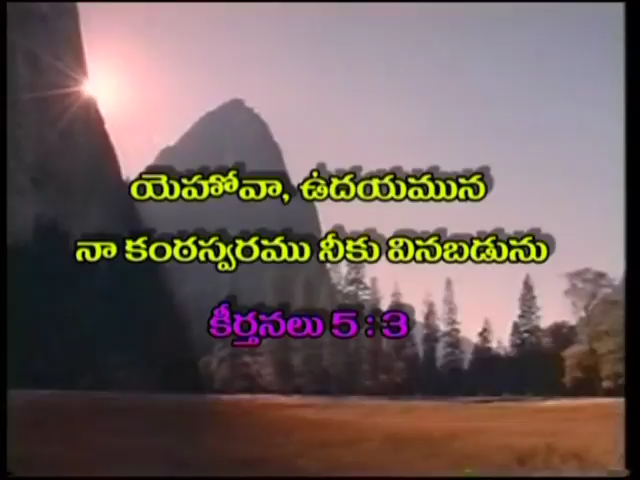 యెహోవా, ఉదయమున
నా కంఠస్వరము నీకు వినబడును
కీర్తనలు 5 : 3